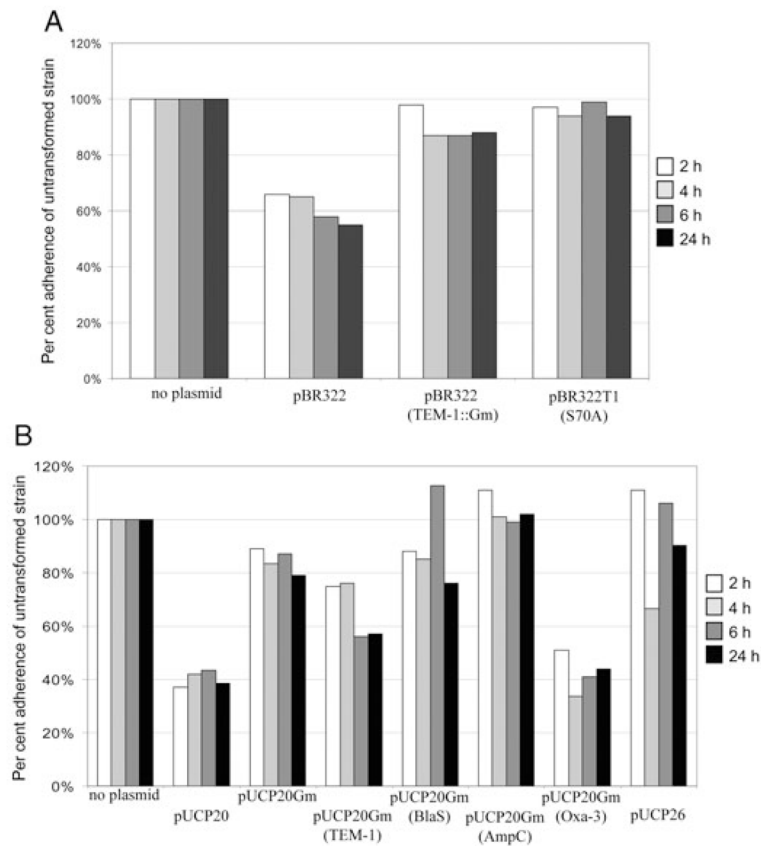 A
Per cent adherence of untransformed strain
120%
100%
80%
60%
40%
20%
0%
no plasmid
pBR322
pBR322
(TEM-1::Gm)
pBR322T1
(S70A)
2 h
4 h
6 h
24 h
B
Per cent adherence of untransformed strain
120%
100%
80%
60%
40%
20%
0%
no plasmid
pUCP20
pUCP20Gm
pUCP20Gm
(TEM-1)
pUCP20Gm
(BlaS)
pUCP20Gm
(AmpC)
pUCP20Gm
(Oxa-3)
pUCP26
2 h
4 h
6 h
24 h